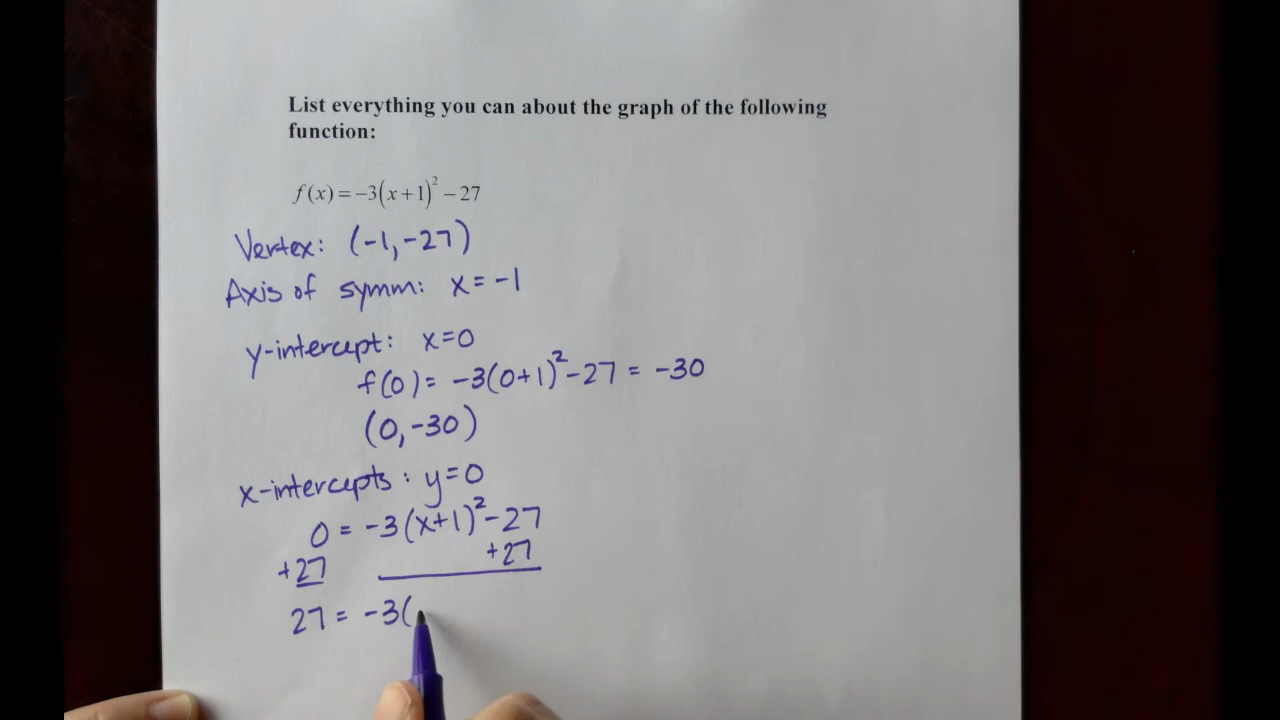 List everything you can about the graph of the following
function:
f(x)=−3(x+1)²−27
Vertex: (-1,-27)
Axis of symm: x=-1
y-intercept: x=0
f(0)= -3(0+1)²-27 = -30
(0,-30)
x-intercepts: y=0
0 = -3(x+1)²-27
+27 +27
27= -3(